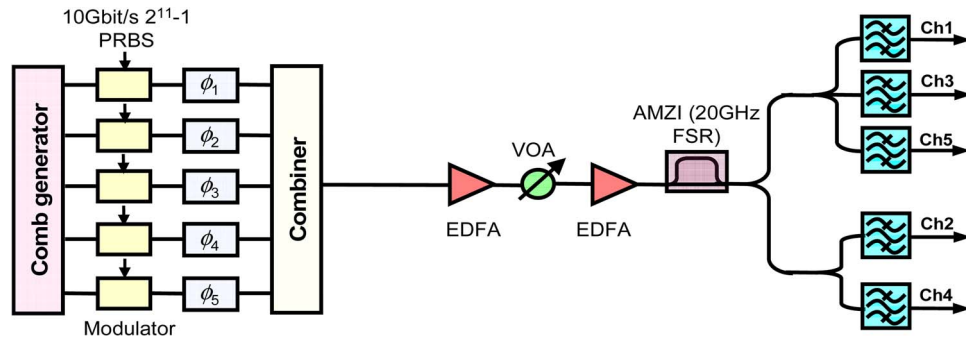 10Gbit/s 2¹¹-1
PRBS
Comb generator
ϕ₁
ϕ₂
ϕ₃
ϕ₄
ϕ₅
Modulator
Combiner
EDFA
VOA
EDFA
AMZI (20GHz
FSR)
Ch1
Ch3
Ch5
Ch2
Ch4